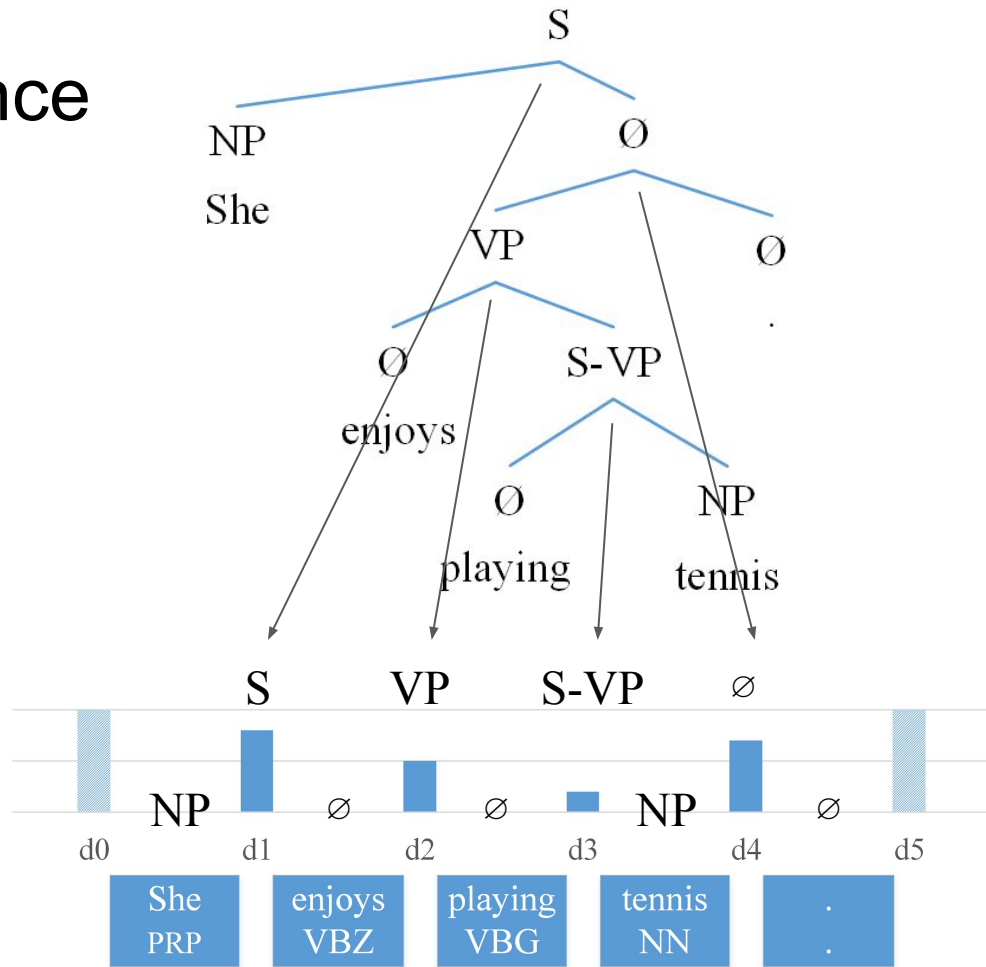 S
nce
NP
Ø
She
VP
Ø
.
Ø
S-VP
enjoys
Ø
NP
playing
tennis
S VP S-VP ∅
NP ∅ ∅ NP ∅
d0 d1 d2 d3 d4 d5
She enjoys playing tennis .
PRP VBZ VBG NN .